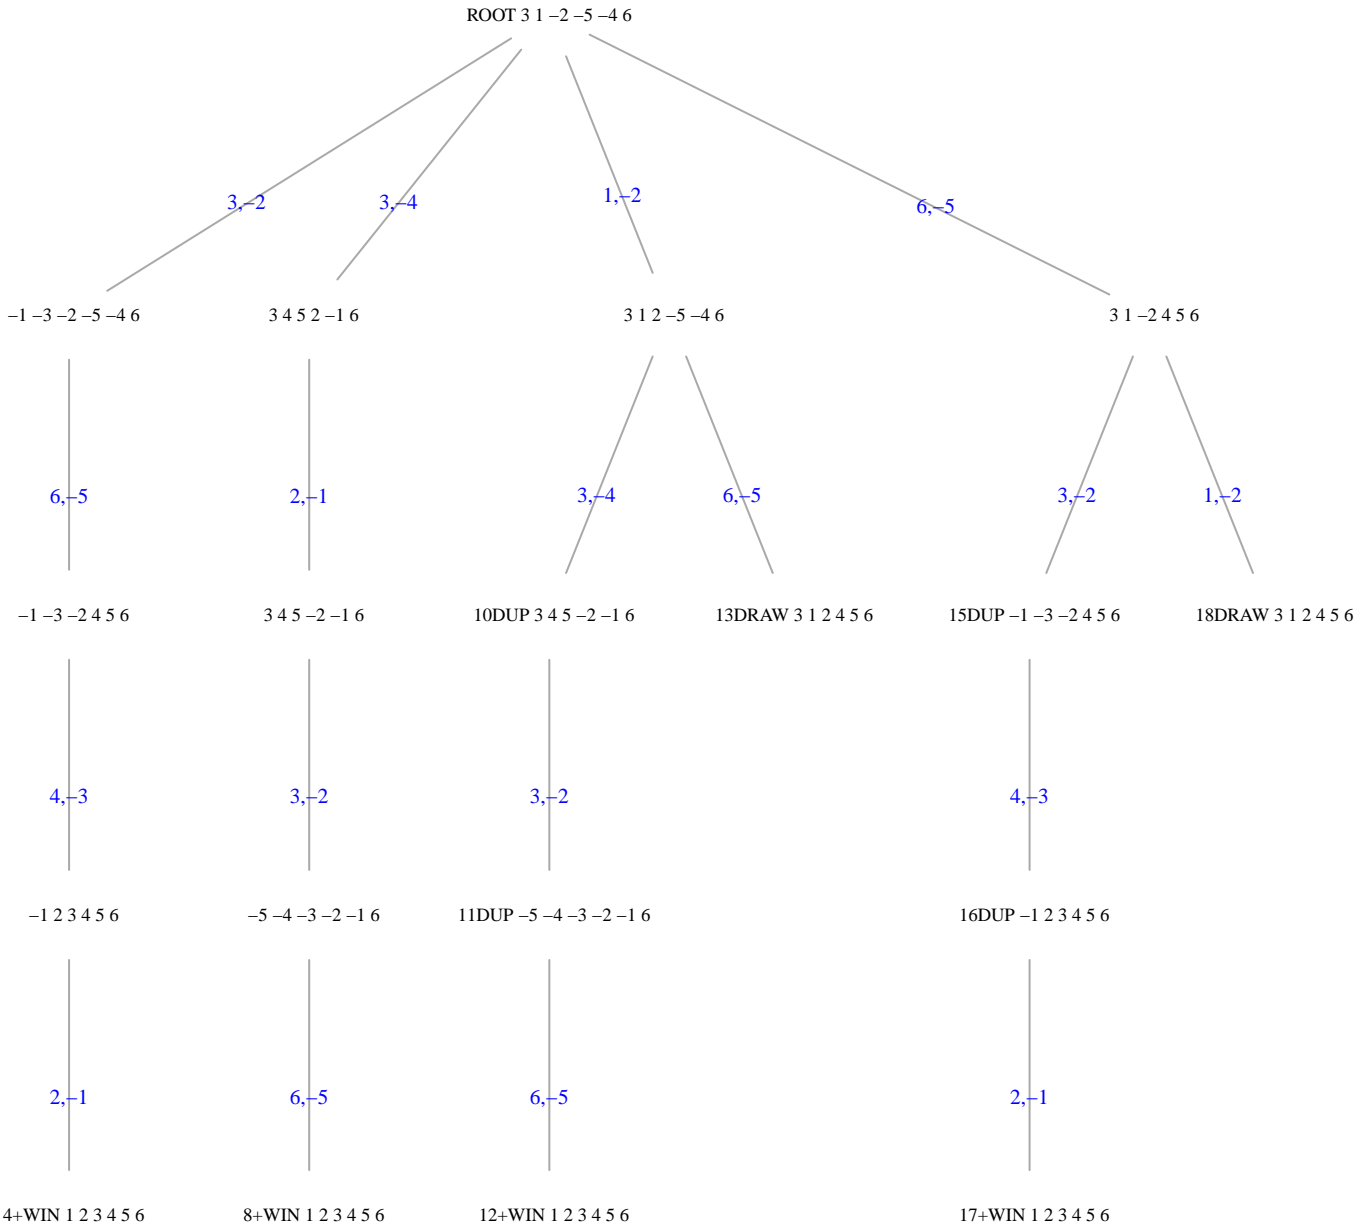 ROOT 3 1 –2 –5 –4 6
3,–2
3,–4
1,–2
6,–5
–1 –3 –2 –5 –4 6
3 4 5 2 –1 6
3 1 2 –5 –4 6
3 1 –2 4 5 6
6,–5
2,–1
3,–4
6,–5
3,–2
1,–2
–1 –3 –2 4 5 6
3 4 5 –2 –1 6
10DUP 3 4 5 –2 –1 6
13DRAW 3 1 2 4 5 6
15DUP –1 –3 –2 4 5 6
18DRAW 3 1 2 4 5 6
4,–3
3,–2
3,–2
4,–3
–1 2 3 4 5 6
–5 –4 –3 –2 –1 6
11DUP –5 –4 –3 –2 –1 6
16DUP –1 2 3 4 5 6
2,–1
6,–5
6,–5
2,–1
4+WIN 1 2 3 4 5 6
8+WIN 1 2 3 4 5 6
12+WIN 1 2 3 4 5 6
17+WIN 1 2 3 4 5 6